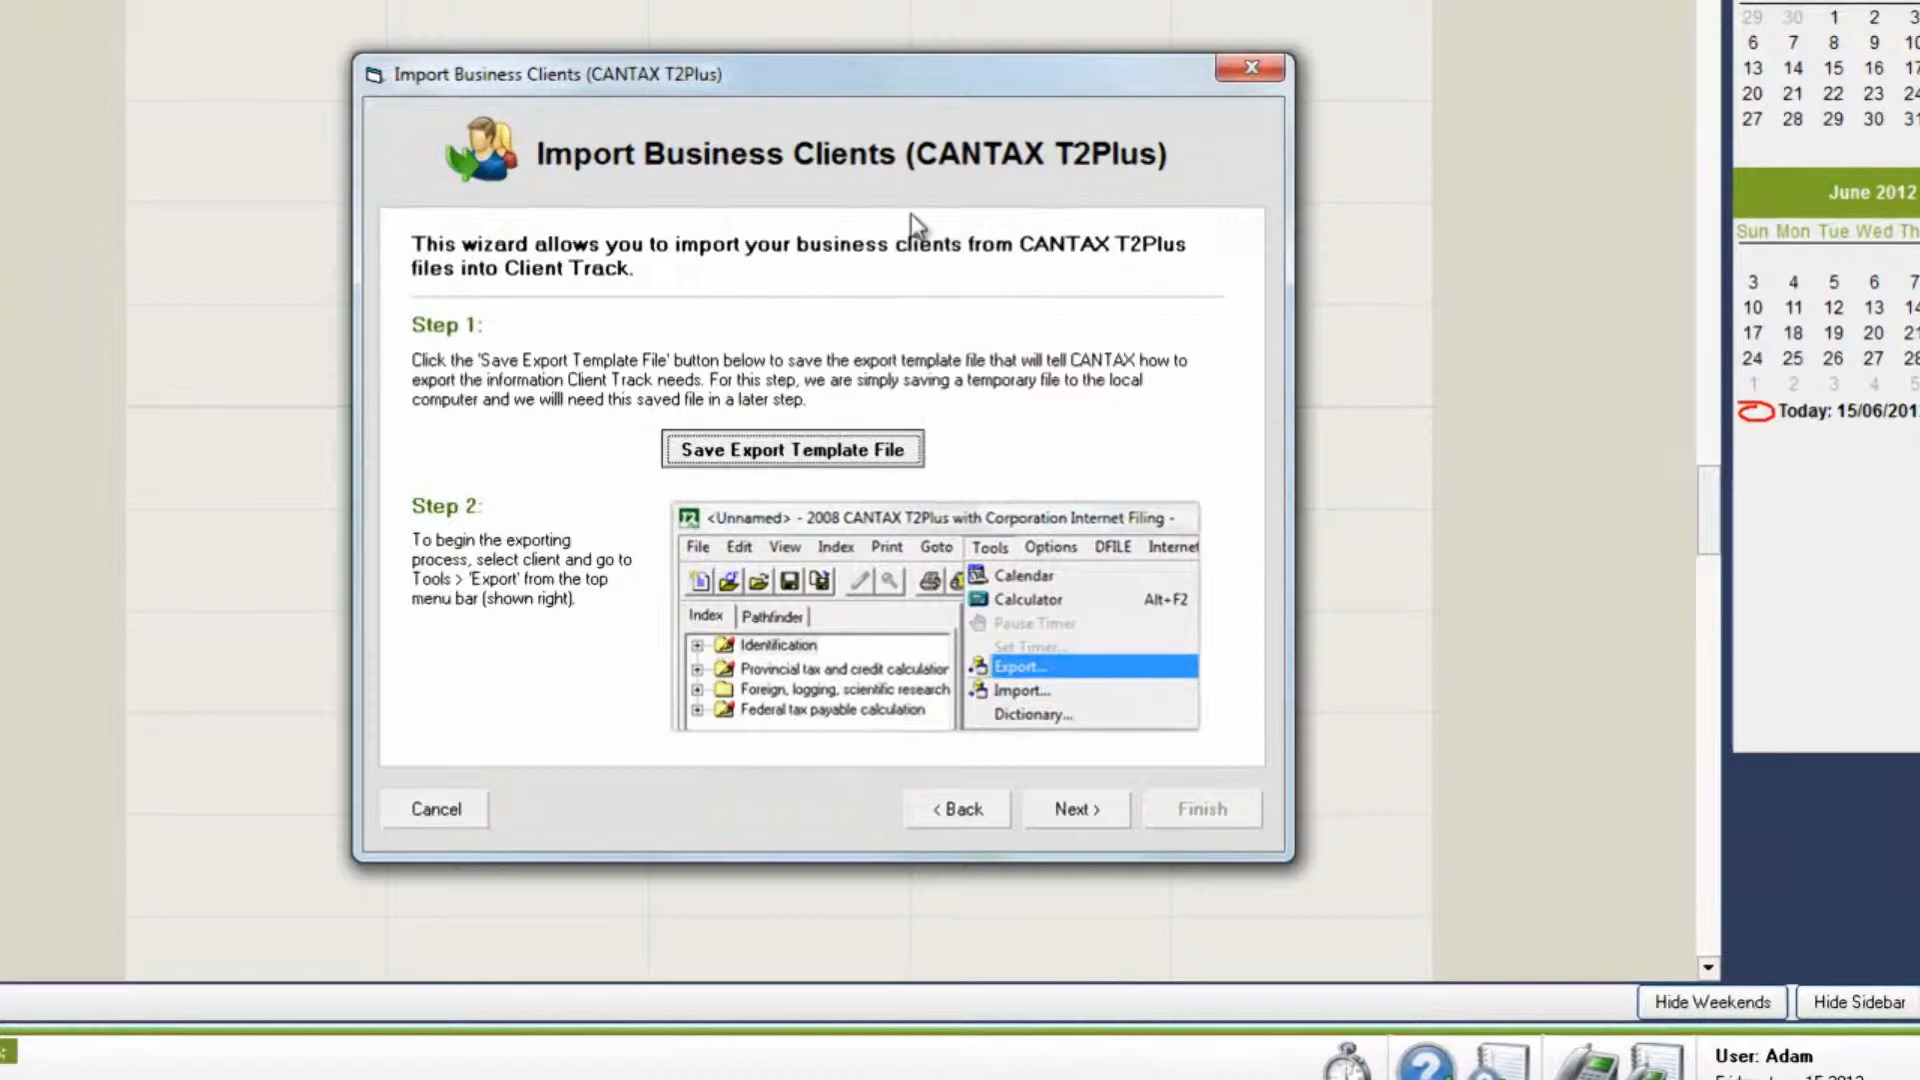 Import Business Clients (CANTAX T2Plus)
Import Business Clients (CANTAX T2Plus)
This wizard allows you to import your business clients from CANTAX T2Plus
files into Client Track.
Step 1:
Click the 'Save Export Template File' button below to save the export template file that will tell CANTAX how to
export the information Client Track needs. For this step, we are simply saving a temporary file to the local
computer and we will need this saved file in a later step.
Save Export Template File
Step 2:
To begin the exporting
process, select client and go to
Tools > 'Export' from the top
menu bar (shown right).
<Unnamed> - 2008 CANTAX T2Plus with Corporation Internet Filing -
File Edit View Index Print Goto Tools Options DFILE Internet
Calendar
Calculator Alt+F2
Pause Timer
Set Timer...
Export...
Import...
Dictionary...
Index Pathfinder
Identification
Provincial tax and credit calculation
Foreign, logging, scientific research
Federal tax payable calculation
Cancel
< Back
Next >
Finish
29 30 1 2 3
6 7 8 9 10
13 14 15 16 17
20 21 22 23 24
27 28 29 30 31
June 2012
Sun Mon Tue Wed Th
3 4 5 6 7
10 11 12 13 14
17 18 19 20 21
24 25 26 27 28
1 2 3 4 5
Today: 15/06/201
Hide Weekends
Hide Sidebar
User: Adam